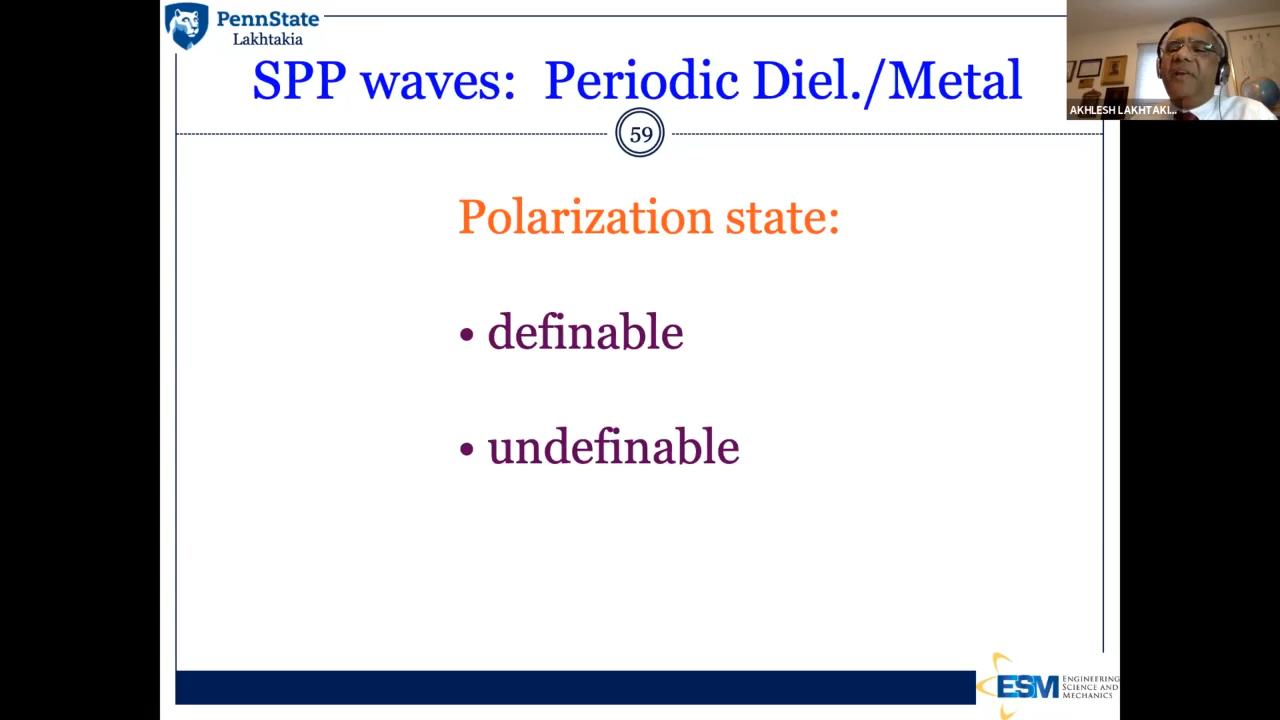 PennState
Lakhtakia
SPP waves: Periodic Diel./Metal
59
Polarization state:
• definable
• undefinable
AKHLESH LAKHTAKI...
ESM
ENGINEERING
SCIENCE AND
MECHANICS